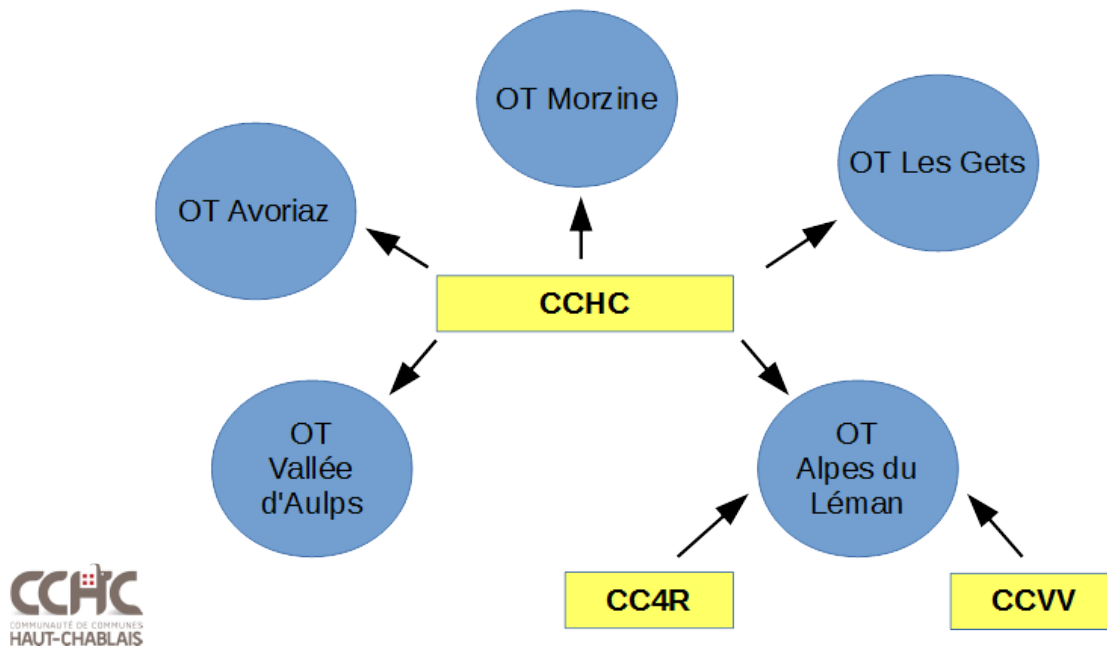 OT Morzine
OT Les Gets
OT Avoriaz
CCHC
OT
Vallée
d'Aulps
OT
Alpes du
Léman
CC4R
CCVV
CCHC
COMMUNAUTÉ DE COMMUNES
HAUT-CHABLAIS